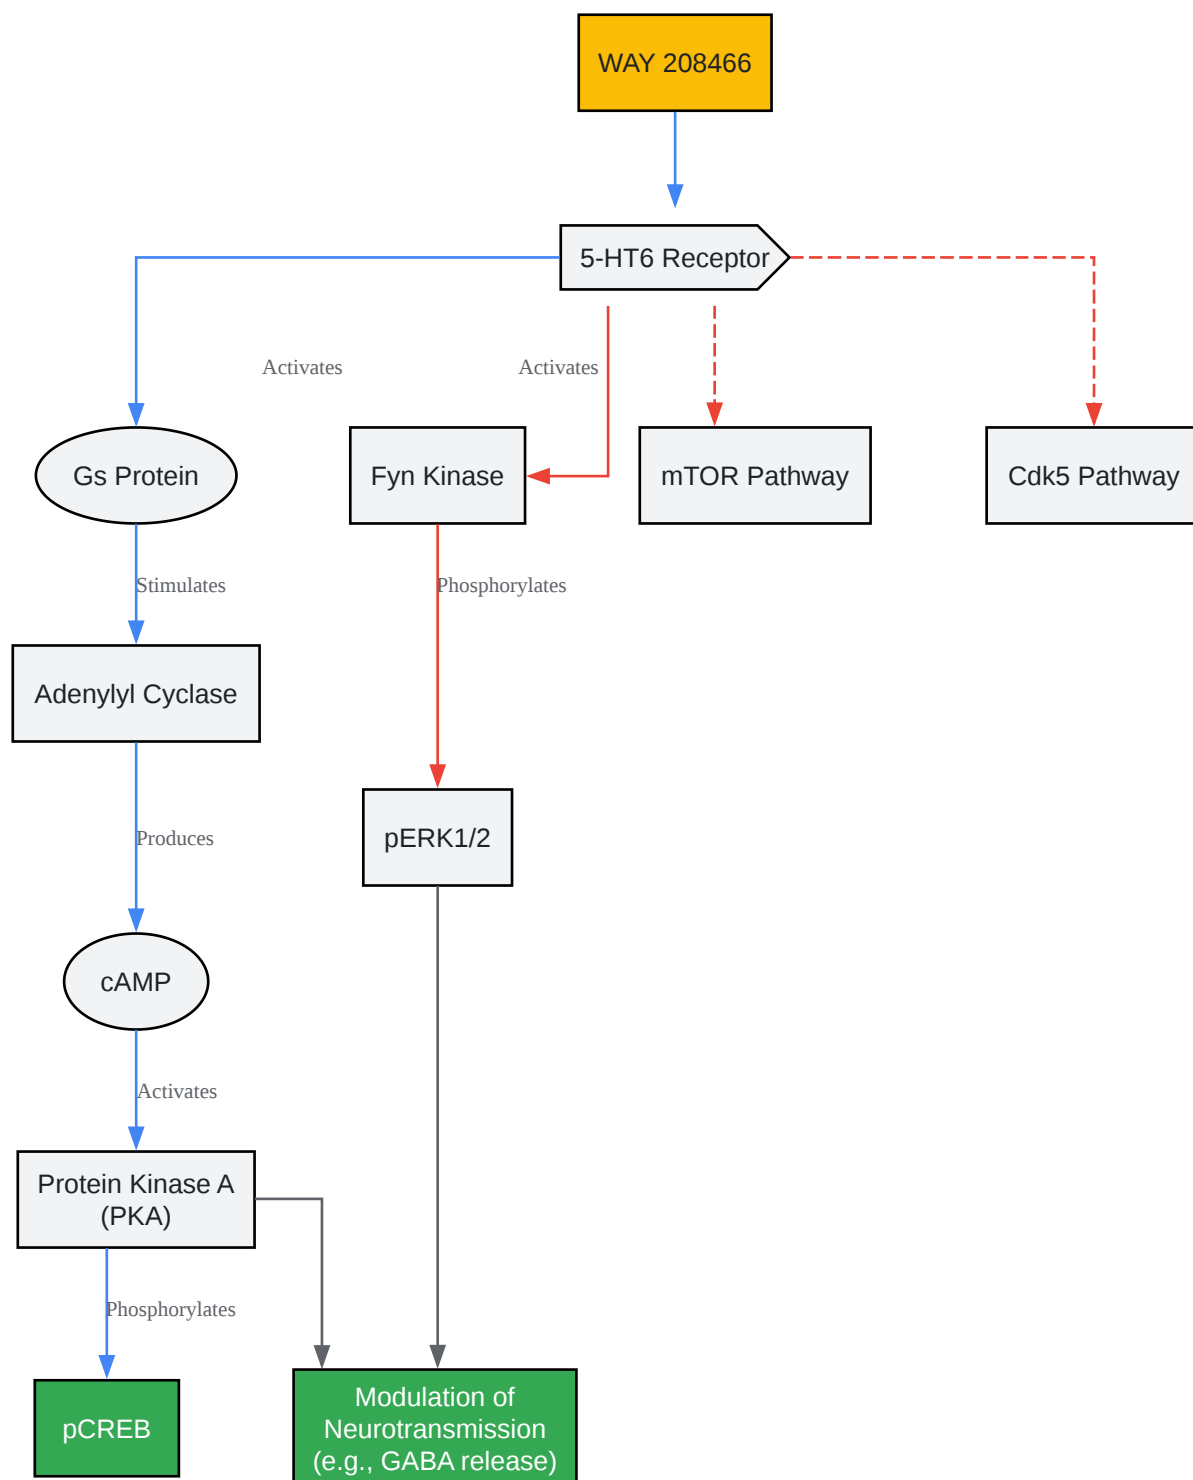 WAY 208466
5-HT6 Receptor
Activates
Activates
Gs Protein
Fyn Kinase
mTOR Pathway
Cdk5 Pathway
Stimulates
Phosphorylates
Adenylyl Cyclase
Produces
pERK1/2
cAMP
Activates
Protein Kinase A
(PKA)
Phosphorylates
pCREB
Modulation of
Neurotransmission
(e.g., GABA release)